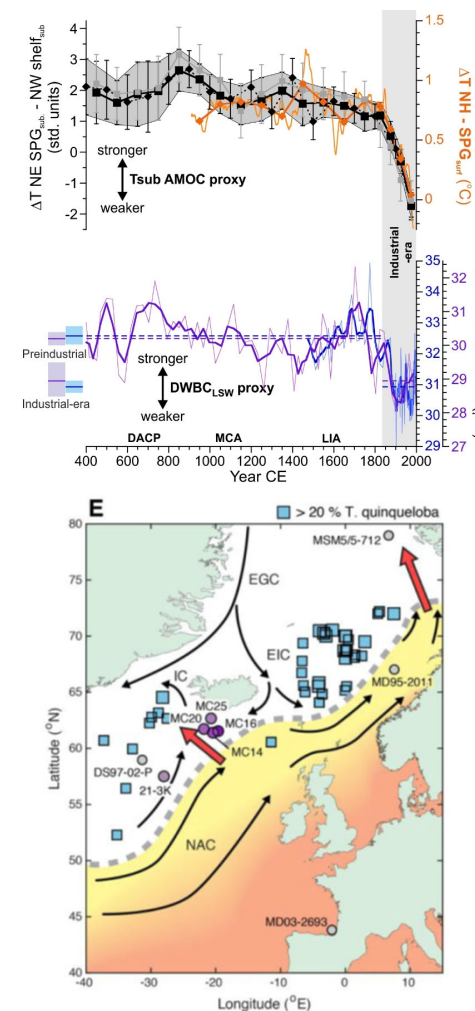 ΔT NE SPGsub. - NW shelfsub
(std. units)
4
3
2
1
0
-1
-2
stronger
Tsub AMOC proxy
weaker
1.5
1
0.5
0
ΔT NH - SPGsurf (°C)
Industrial
-era
35
34
33
32
31
30
29
32
31
30
29
28
27
Preindustrial
Industrial-era
stronger
DWBCLSW proxy
weaker
DACP MCA LIA
400 600 800 1000 1200 1400 1600 1800 2000
Year CE
E
> 20 % T. quinqueloba
80
75
70
65
60
55
50
45
40
Latitude (°N)
MSM5/5-712
EGC
EIC
MD95-2011
IC
MC25
MC20
MC16
MC14
DS97-02-P
21-3K
NAC
MD03-2693
-40 -30 -20 -10 0 10
Longitude (°E)